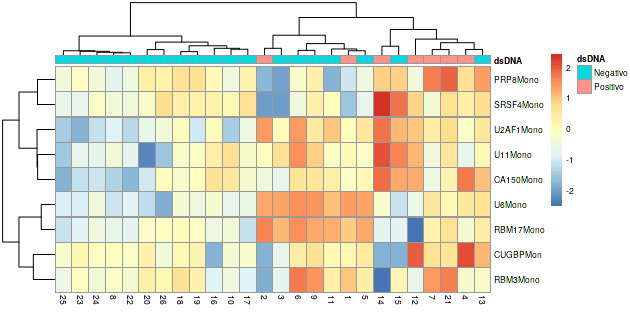 dsDNA
PRP8Mono
SRSF4Mono
U2AF1Mono
U11Mono
CA150Mono
U6Mono
RBM17Mono
CUGBPMon
RBM3Mono
25 23 24 8 22 20 26 18 19 16 10 17 2 3 6 9 11 1 5 14 15 12 7 21 4 13
2
1
0
-1
-2
dsDNA
Negativo
Positivo